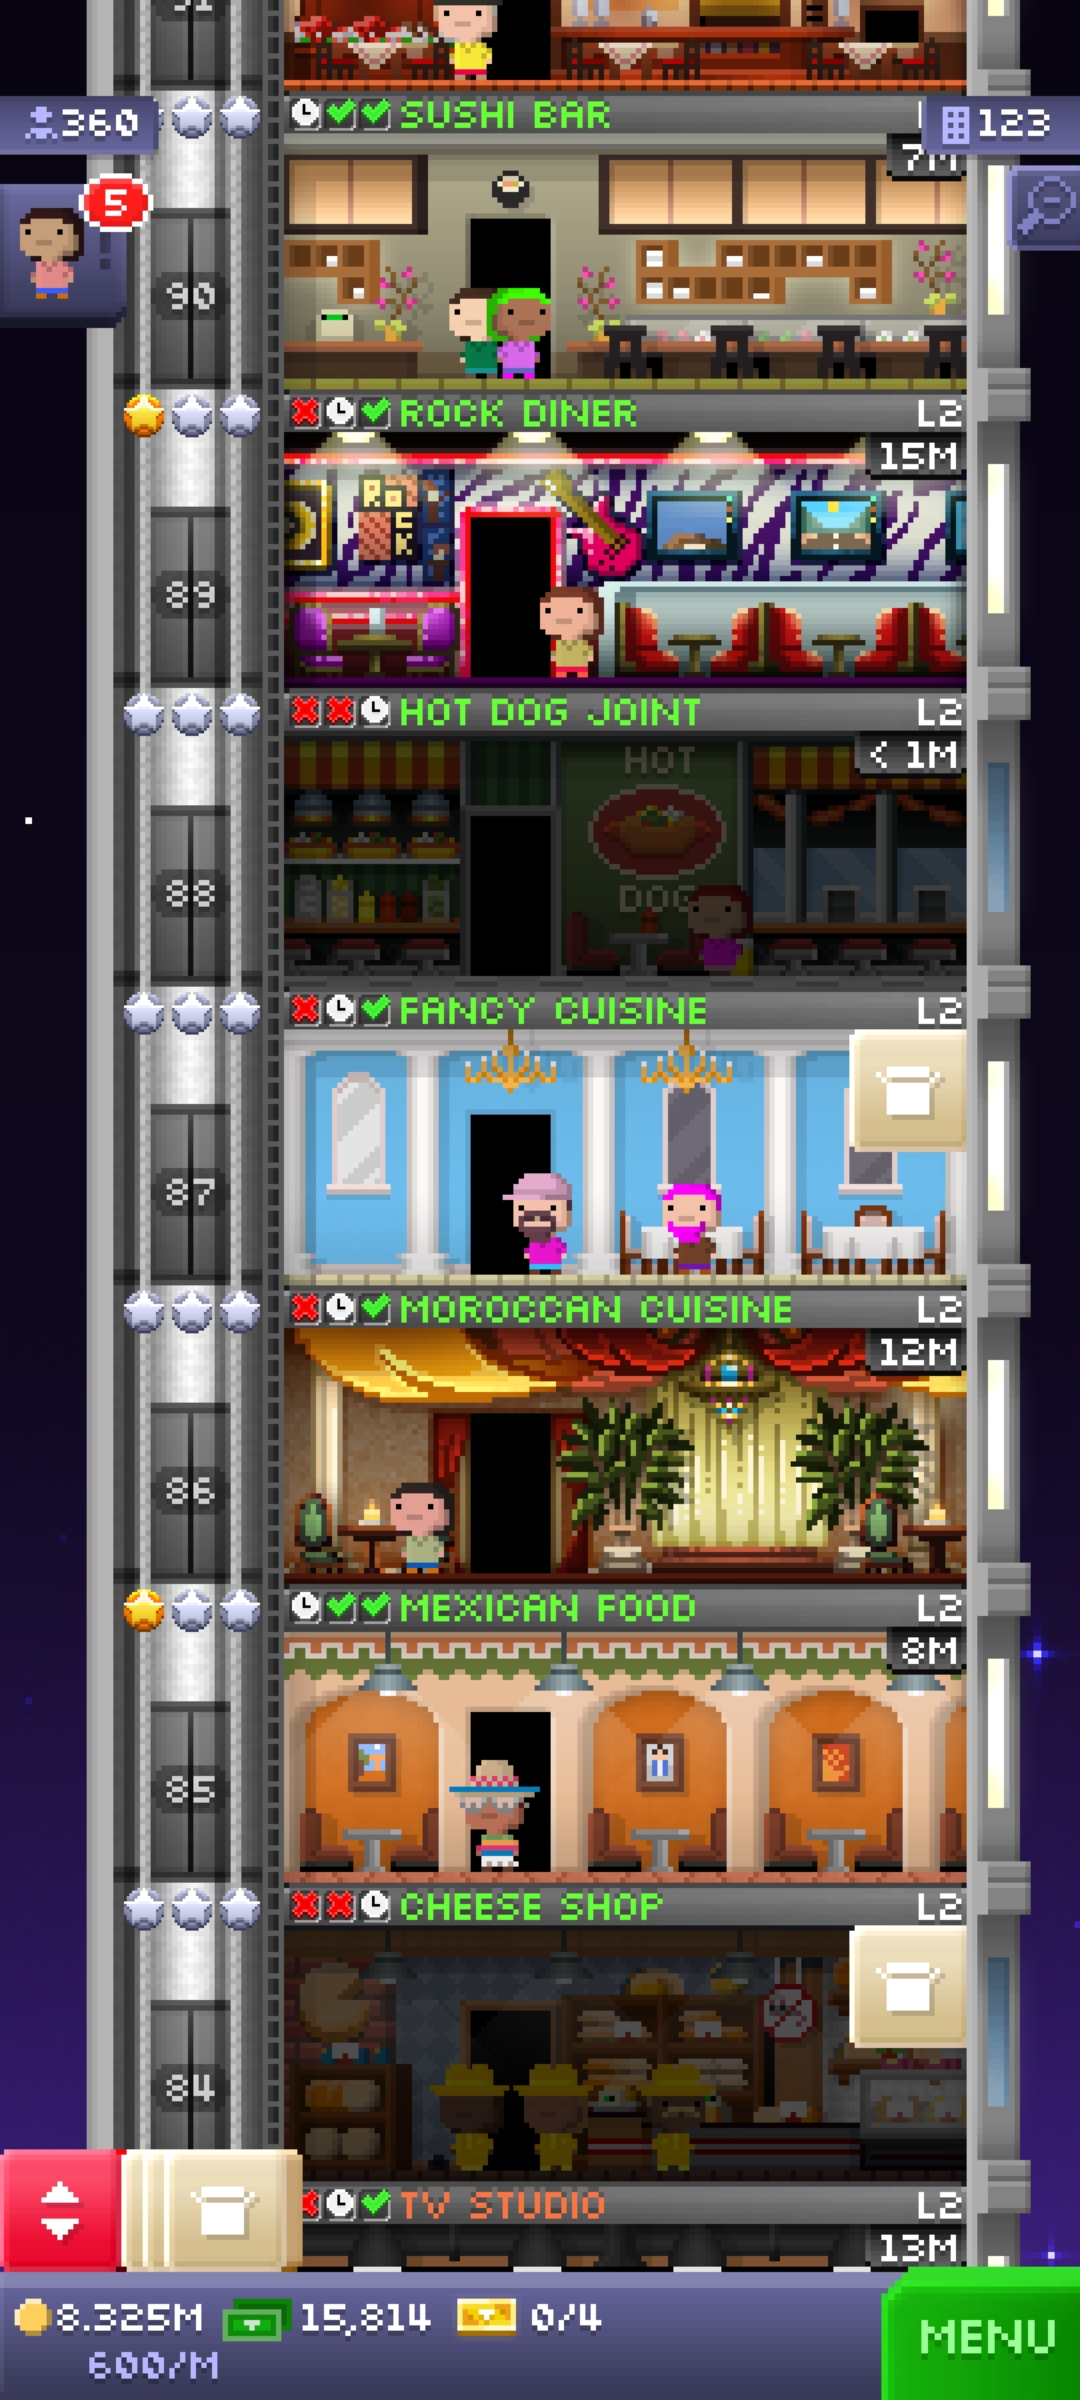 91
SUSHI BAR
360
123
7M
5
90
ROCK DINER L2
15M
ROCK
89
HOT DOG JOINT L2
< 1M
HOT
DOG
88
FANCY CUISINE L2
87
MOROCCAN CUISINE L2
12M
86
MEXICAN FOOD L2
8M
85
CHEESE SHOP L2
84
TV STUDIO L2
13M
8.325M 15,814 0/4
600/M
MENU